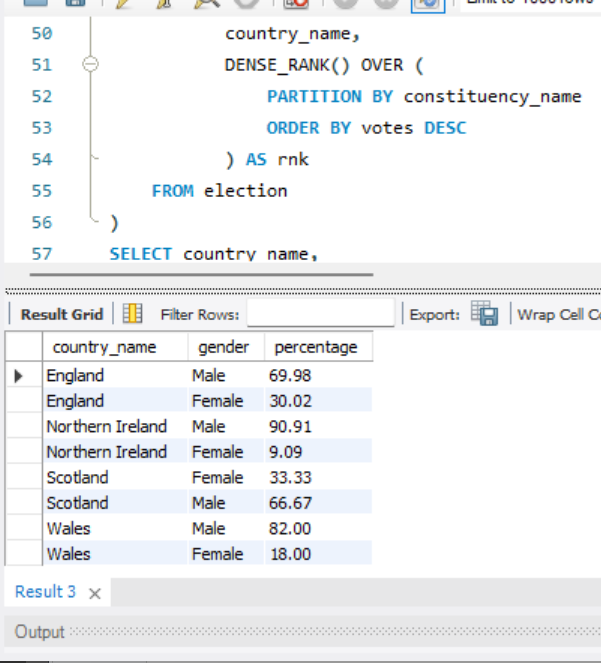 50 country_name,
51 DENSE_RANK() OVER (
52 PARTITION BY constituency_name
53 ORDER BY votes DESC
54 ) AS rnk
55 FROM election
56 )
57 SELECT country_name,
Result Grid Filter Rows: Export: Wrap Cell
country_name gender percentage
England Male 69.98
England Female 30.02
Northern Ireland Male 90.91
Northern Ireland Female 9.09
Scotland Female 33.33
Scotland Male 66.67
Wales Male 82.00
Wales Female 18.00
Result 3
Output